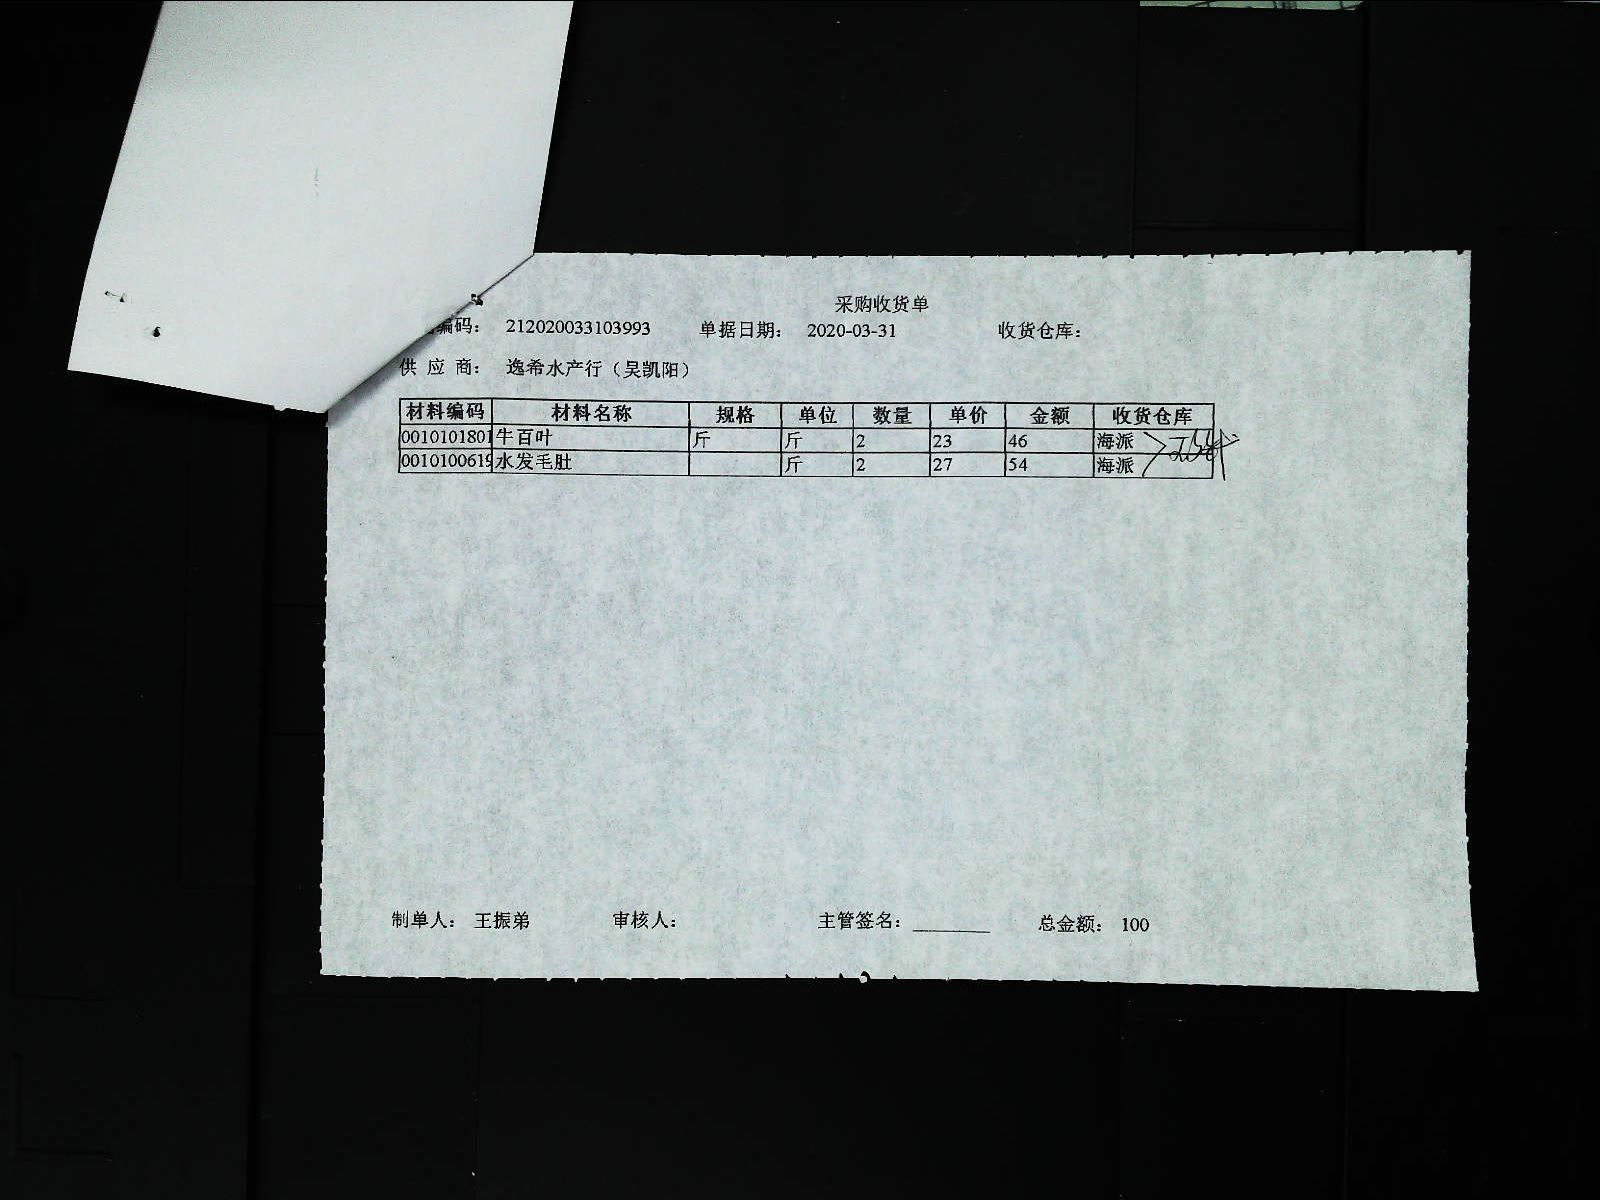 采购收货单
编码： 212020033103993 单据日期： 2020-03-31 收货仓库：
供 应 商： 逸希水产行（吴凯阳）
材料编码 材料名称 规格 单位 数量 单价 金额 收货仓库
0010101801 牛百叶 斤 斤 2 23 46 海派
001010061 水发毛肚 斤 2 27 54 海派
制单人： 王振弟 审核人： 主管签名： 总金额： 100